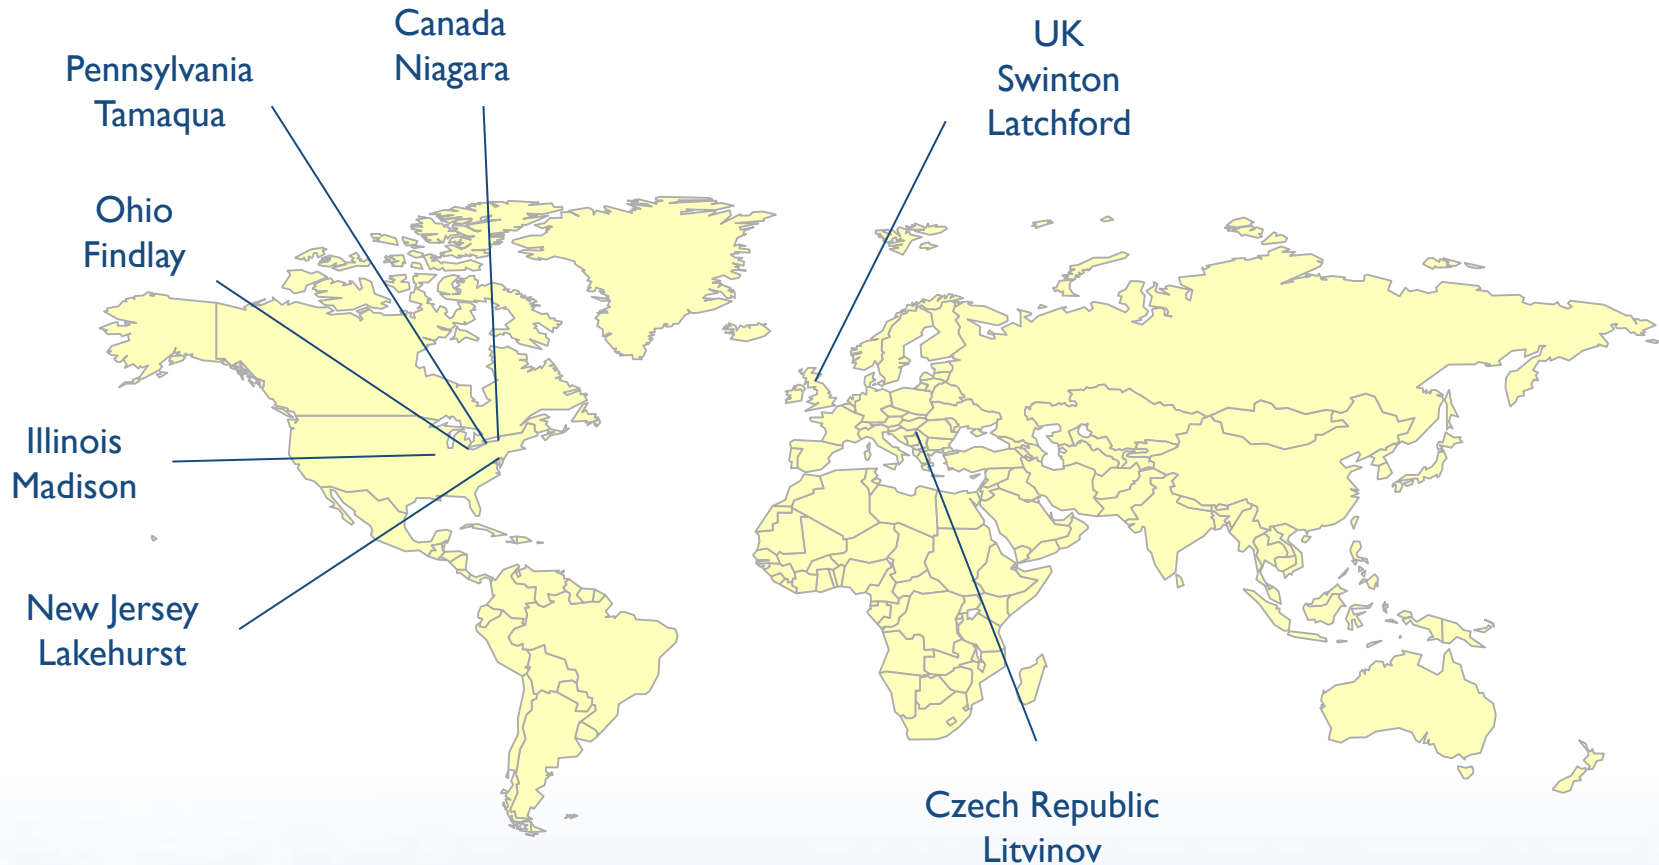 Canada
Niagara
UK
Swinton
Latchford
Pennsylvania
Tamaqua
Ohio
Findlay
Illinois
Madison
New Jersey
Lakehurst
Czech Republic
Litvinov